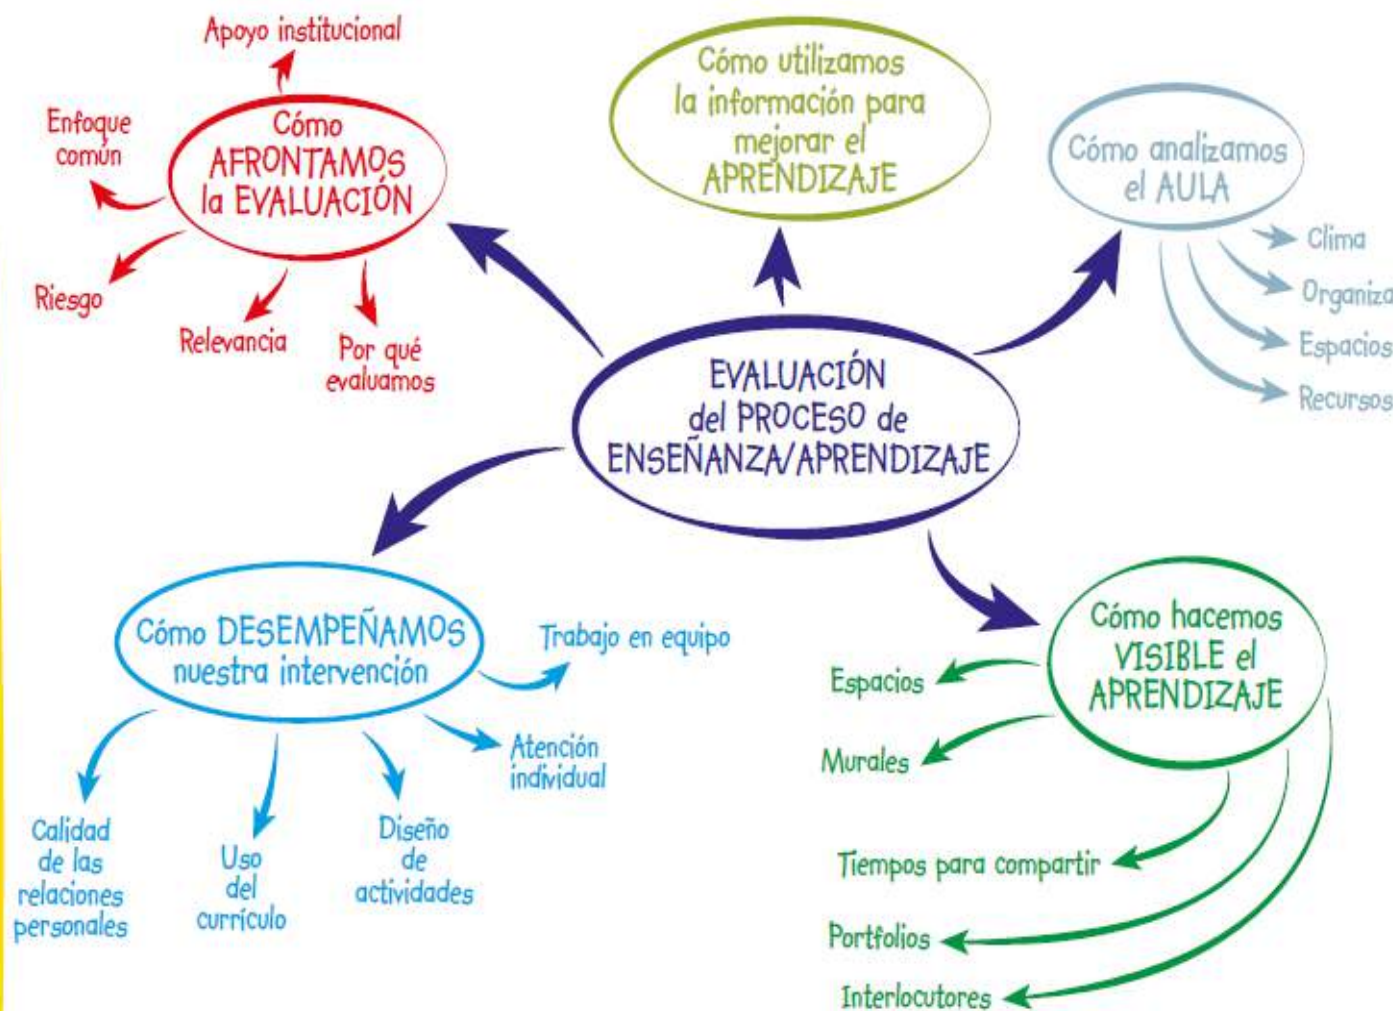 Apoyo institucional
Enfoque
común
Cómo
AFRONTAMOS
la EVALUACIÓN
Riesgo
Relevancia
Por qué
evaluamos
Cómo utilizamos
la información para
mejorar el
APRENDIZAJE
Cómo analizamos
el AULA
Clima
Organiza
Espacios
Recursos
EVALUACIÓN
del PROCESO de
ENSEÑANZA/APRENDIZAJE
Cómo DESEMPEÑAMOS
nuestra intervención
Trabajo en equipo
Atención
individual
Diseño
de
actividades
Uso
del
currículo
Calidad
de las
relaciones
personales
Cómo hacemos
VISIBLE el
APRENDIZAJE
Espacios
Murales
Tiempos para compartir
Portfolios
Interlocutores